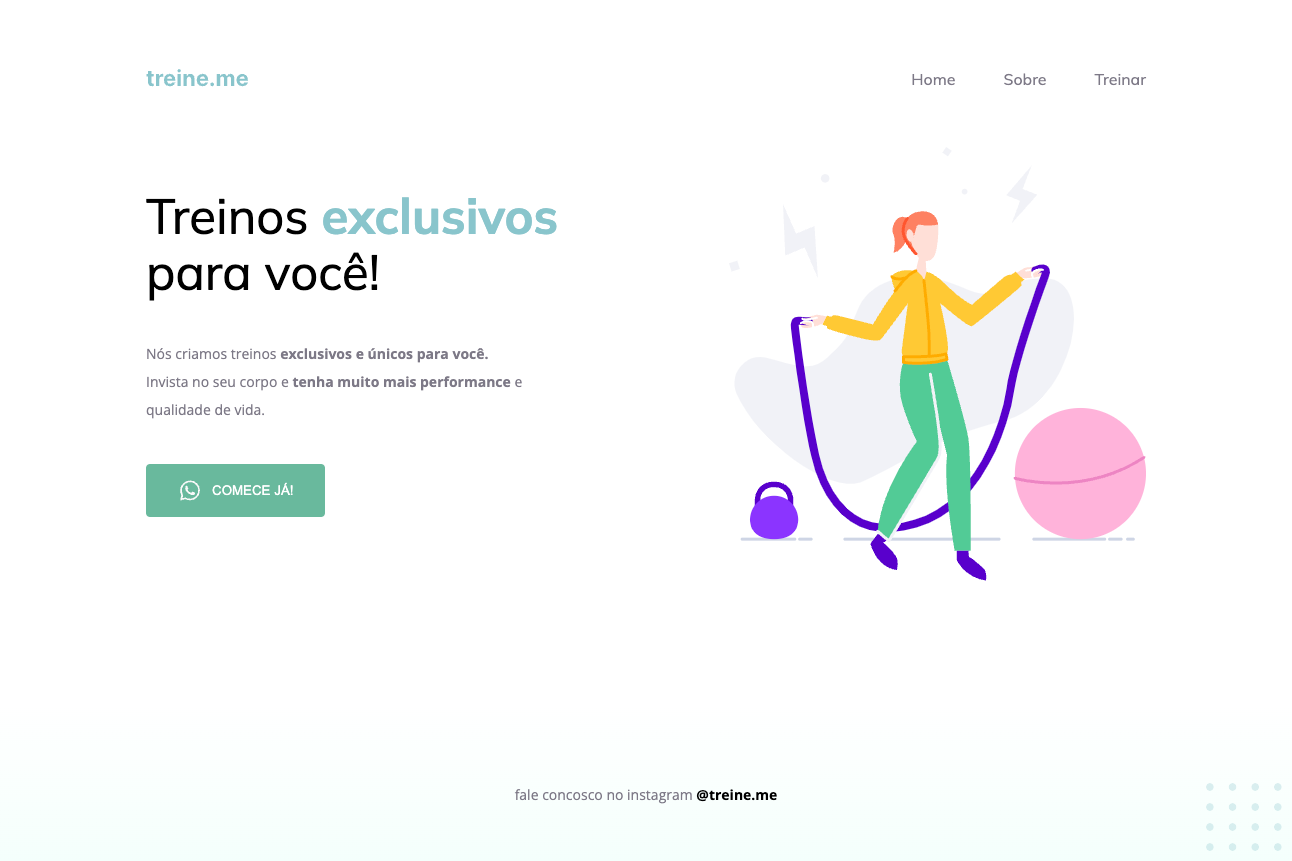 treine.me
Home
Sobre
Treinar
Treinos exclusivos
para você!
Nós criamos treinos exclusivos e únicos para você.
Invista no seu corpo e tenha muito mais performance e
qualidade de vida.
COMECE JÁ!
fale concosco no instagram @treine.me